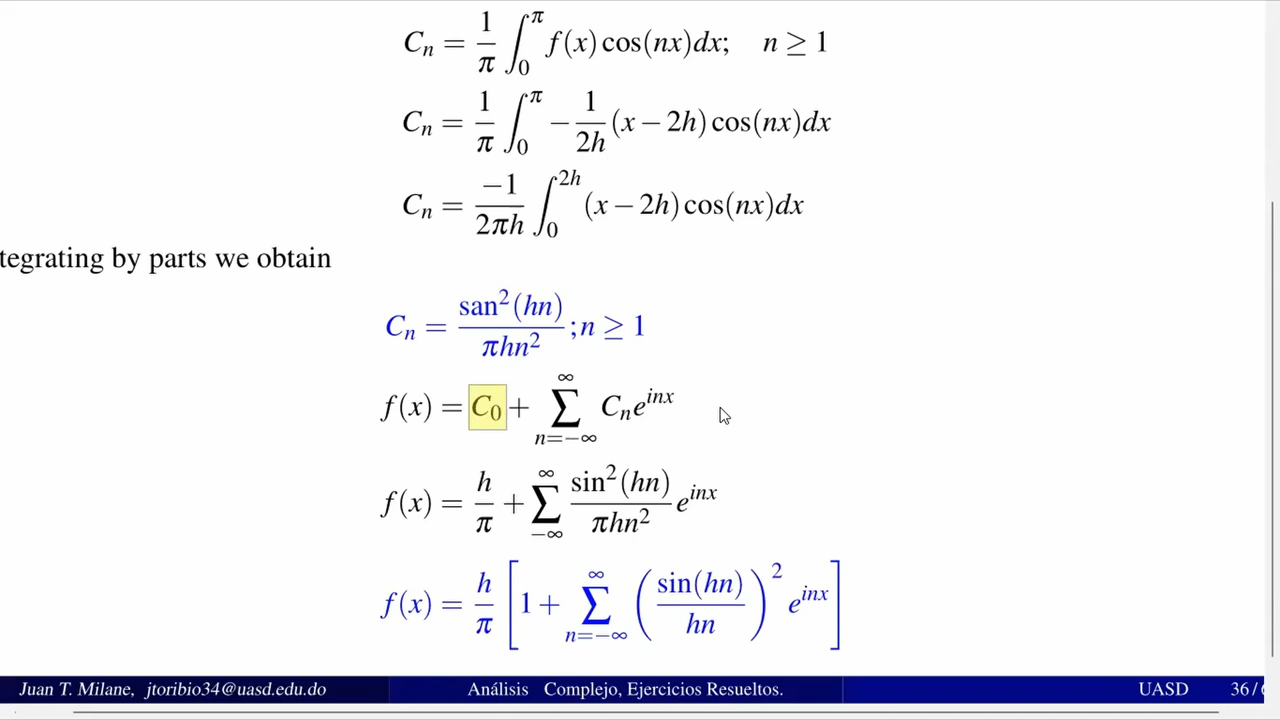 C_n = \frac{1}{\pi} \int_0^{\pi} f(x) \cos(nx) dx; n ≥ 1
C_n = \frac{1}{\pi} \int_0^{\pi} -\frac{1}{2h} (x − 2h) \cos(nx) dx
C_n = \frac{-1}{2\pi h} \int_0^{2h} (x − 2h) \cos(nx) dx
tegrating by parts we obtain
C_n = \frac{\text{san}^2(hn)}{\pi h n^2}; n ≥ 1
f(x) = C_0 + \sum_{n=-\infty}^{\infty} C_n e^{inx}
f(x) = \frac{h}{\pi} + \sum_{-\infty}^{\infty} \frac{\sin^2(hn)}{\pi h n^2} e^{inx}
f(x) = \frac{h}{\pi} \left[ 1 + \sum_{n=-\infty}^{\infty} \left( \frac{\sin(hn)}{hn} \right)^2 e^{inx} \right]
Juan T. Milane, jtoribio34@uasd.edu.do Análisis Complejo, Ejercicios Resueltos. UASD 36/